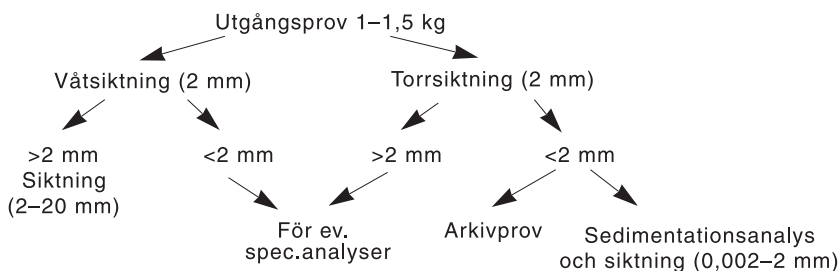 Utgångsprov 1–1,5 kg
Våtsiktning (2 mm)
Torrsiktning (2 mm)
>2 mm
Siktning
(2–20 mm)
<2 mm
>2 mm
<2 mm
För ev.
spec.analyser
Arkivprov
Sedimentationsanalys
och siktning (0,002–2 mm)